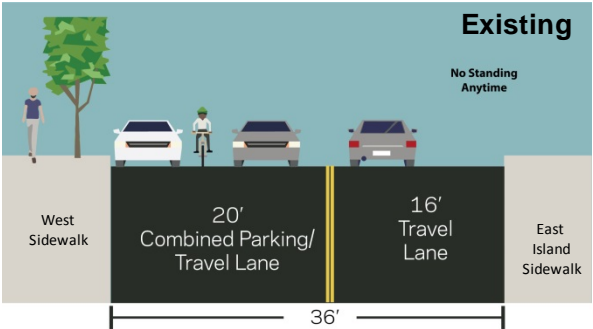 Existing
No Standing
Anytime
West
Sidewalk
20'
Combined Parking/
Travel Lane
16'
Travel
Lane
East
Island
Sidewalk
36'